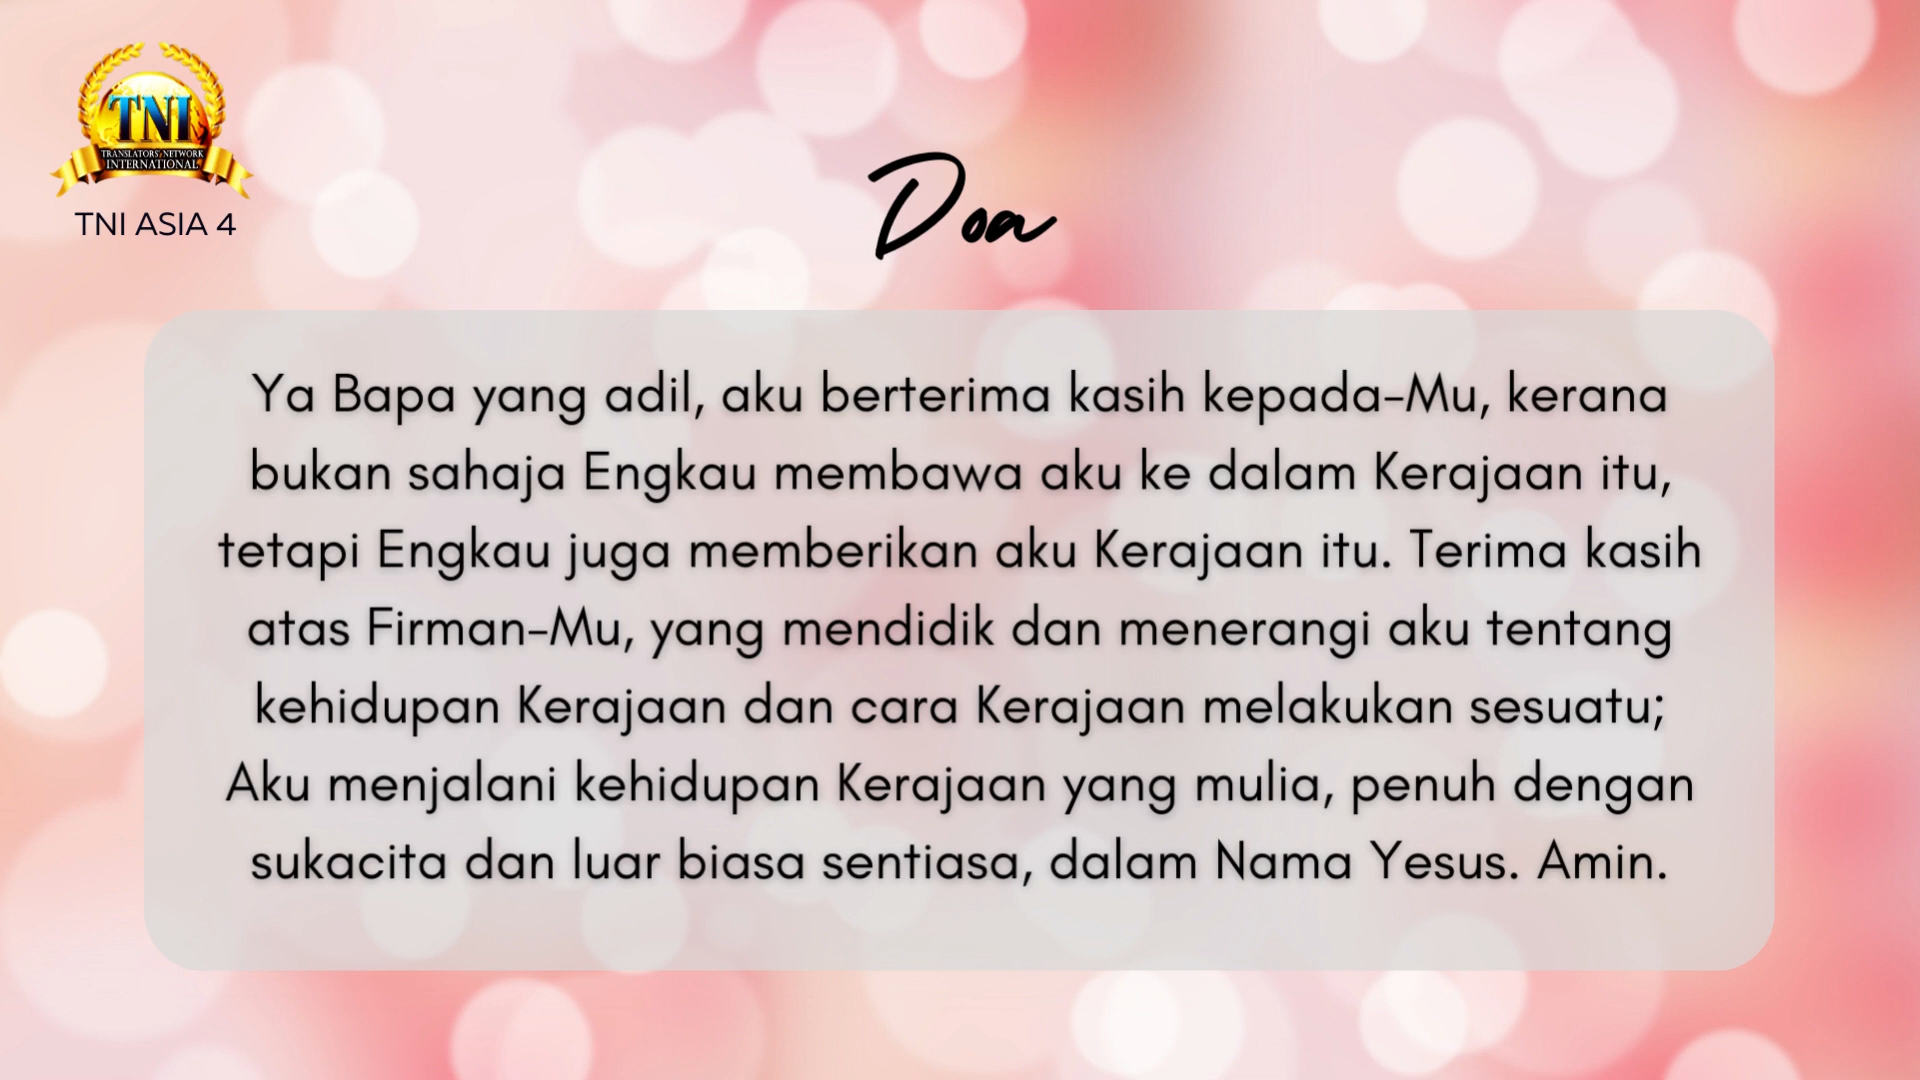 TNI
TRANSLATORS NETWORK
INTERNATIONAL
TNI ASIA 4
Doa
Ya Bapa yang adil, aku berterima kasih kepada-Mu, kerana
bukan sahaja Engkau membawa aku ke dalam Kerajaan itu,
tetapi Engkau juga memberikan aku Kerajaan itu. Terima kasih
atas Firman-Mu, yang mendidik dan menerangi aku tentang
kehidupan Kerajaan dan cara Kerajaan melakukan sesuatu;
Aku menjalani kehidupan Kerajaan yang mulia, penuh dengan
sukacita dan luar biasa sentiasa, dalam Nama Yesus. Amin.